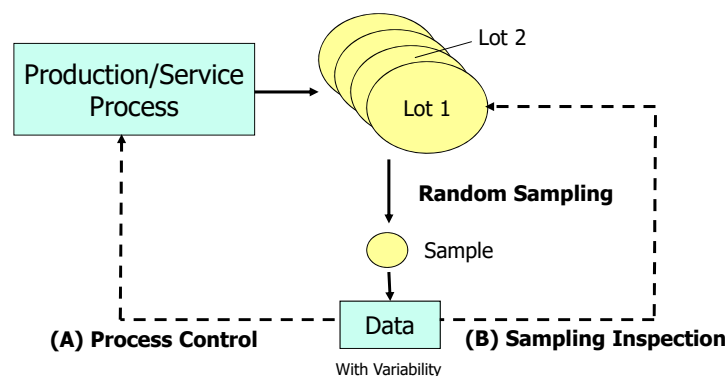 Lot 2
Production/Service
Process
Lot 1
Random Sampling
Sample
Data
(A) Process Control
(B) Sampling Inspection
With Variability